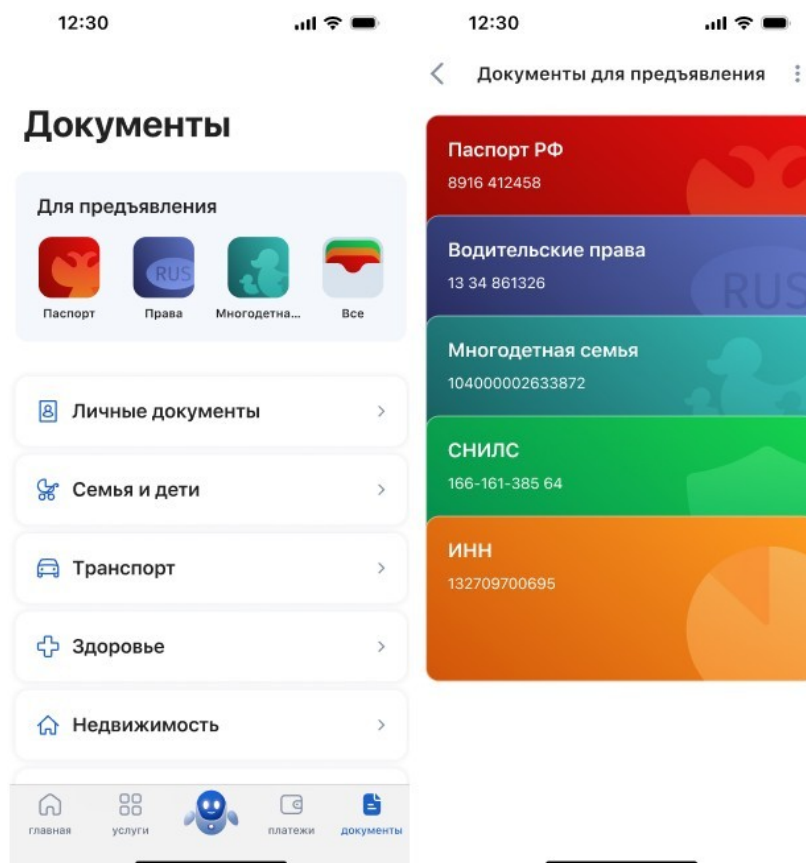 12:30
Документы
Для предъявления
RUS
Паспорт
Права
Многодетна...
Все
Личные документы
Семья и дети
Транспорт
Здоровье
Недвижимость
главная
услуги
платежи
документы
12:30
Документы для предъявления
Паспорт РФ
8916 412458
Водительские права
13 34 861326
RUS
Многодетная семья
104000002633872
СНИЛС
166-161-385 64
ИНН
132709700695